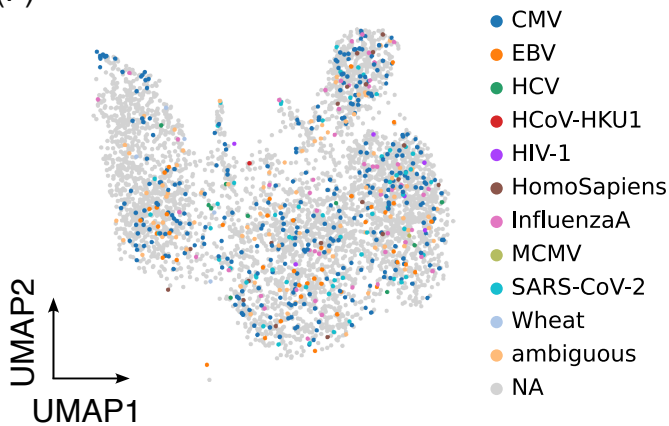 CMV
EBV
HCV
HCoV-HKU1
HIV-1
HomoSapiens
InfluenzaA
MCMV
SARS-CoV-2
Wheat
ambiguous
NA
UMAP2
UMAP1